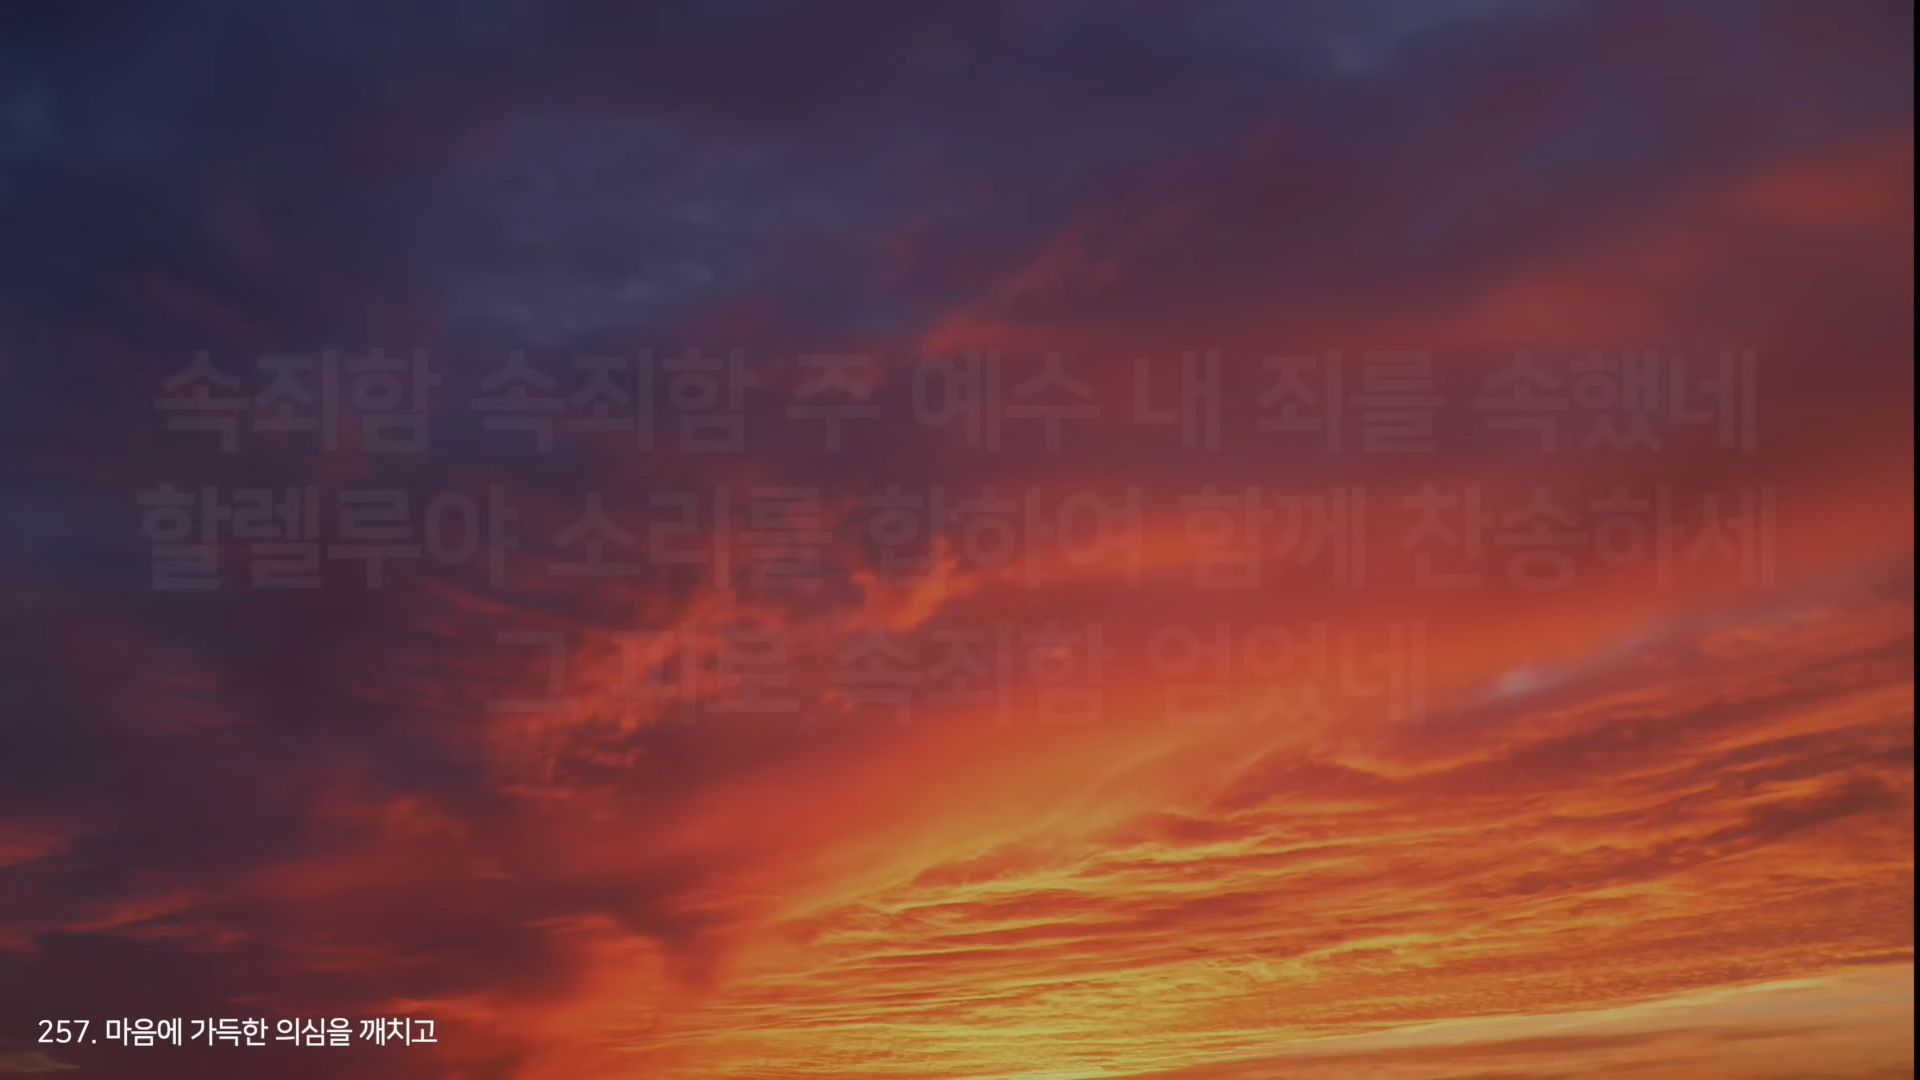 속죄함 속죄함 주 예수 내 죄를 속했네
할렐루야 소리를 합하여 함께 찬송하세
그 피로 속죄함 얻었네
257. 마음에 가득한 의심을 깨치고